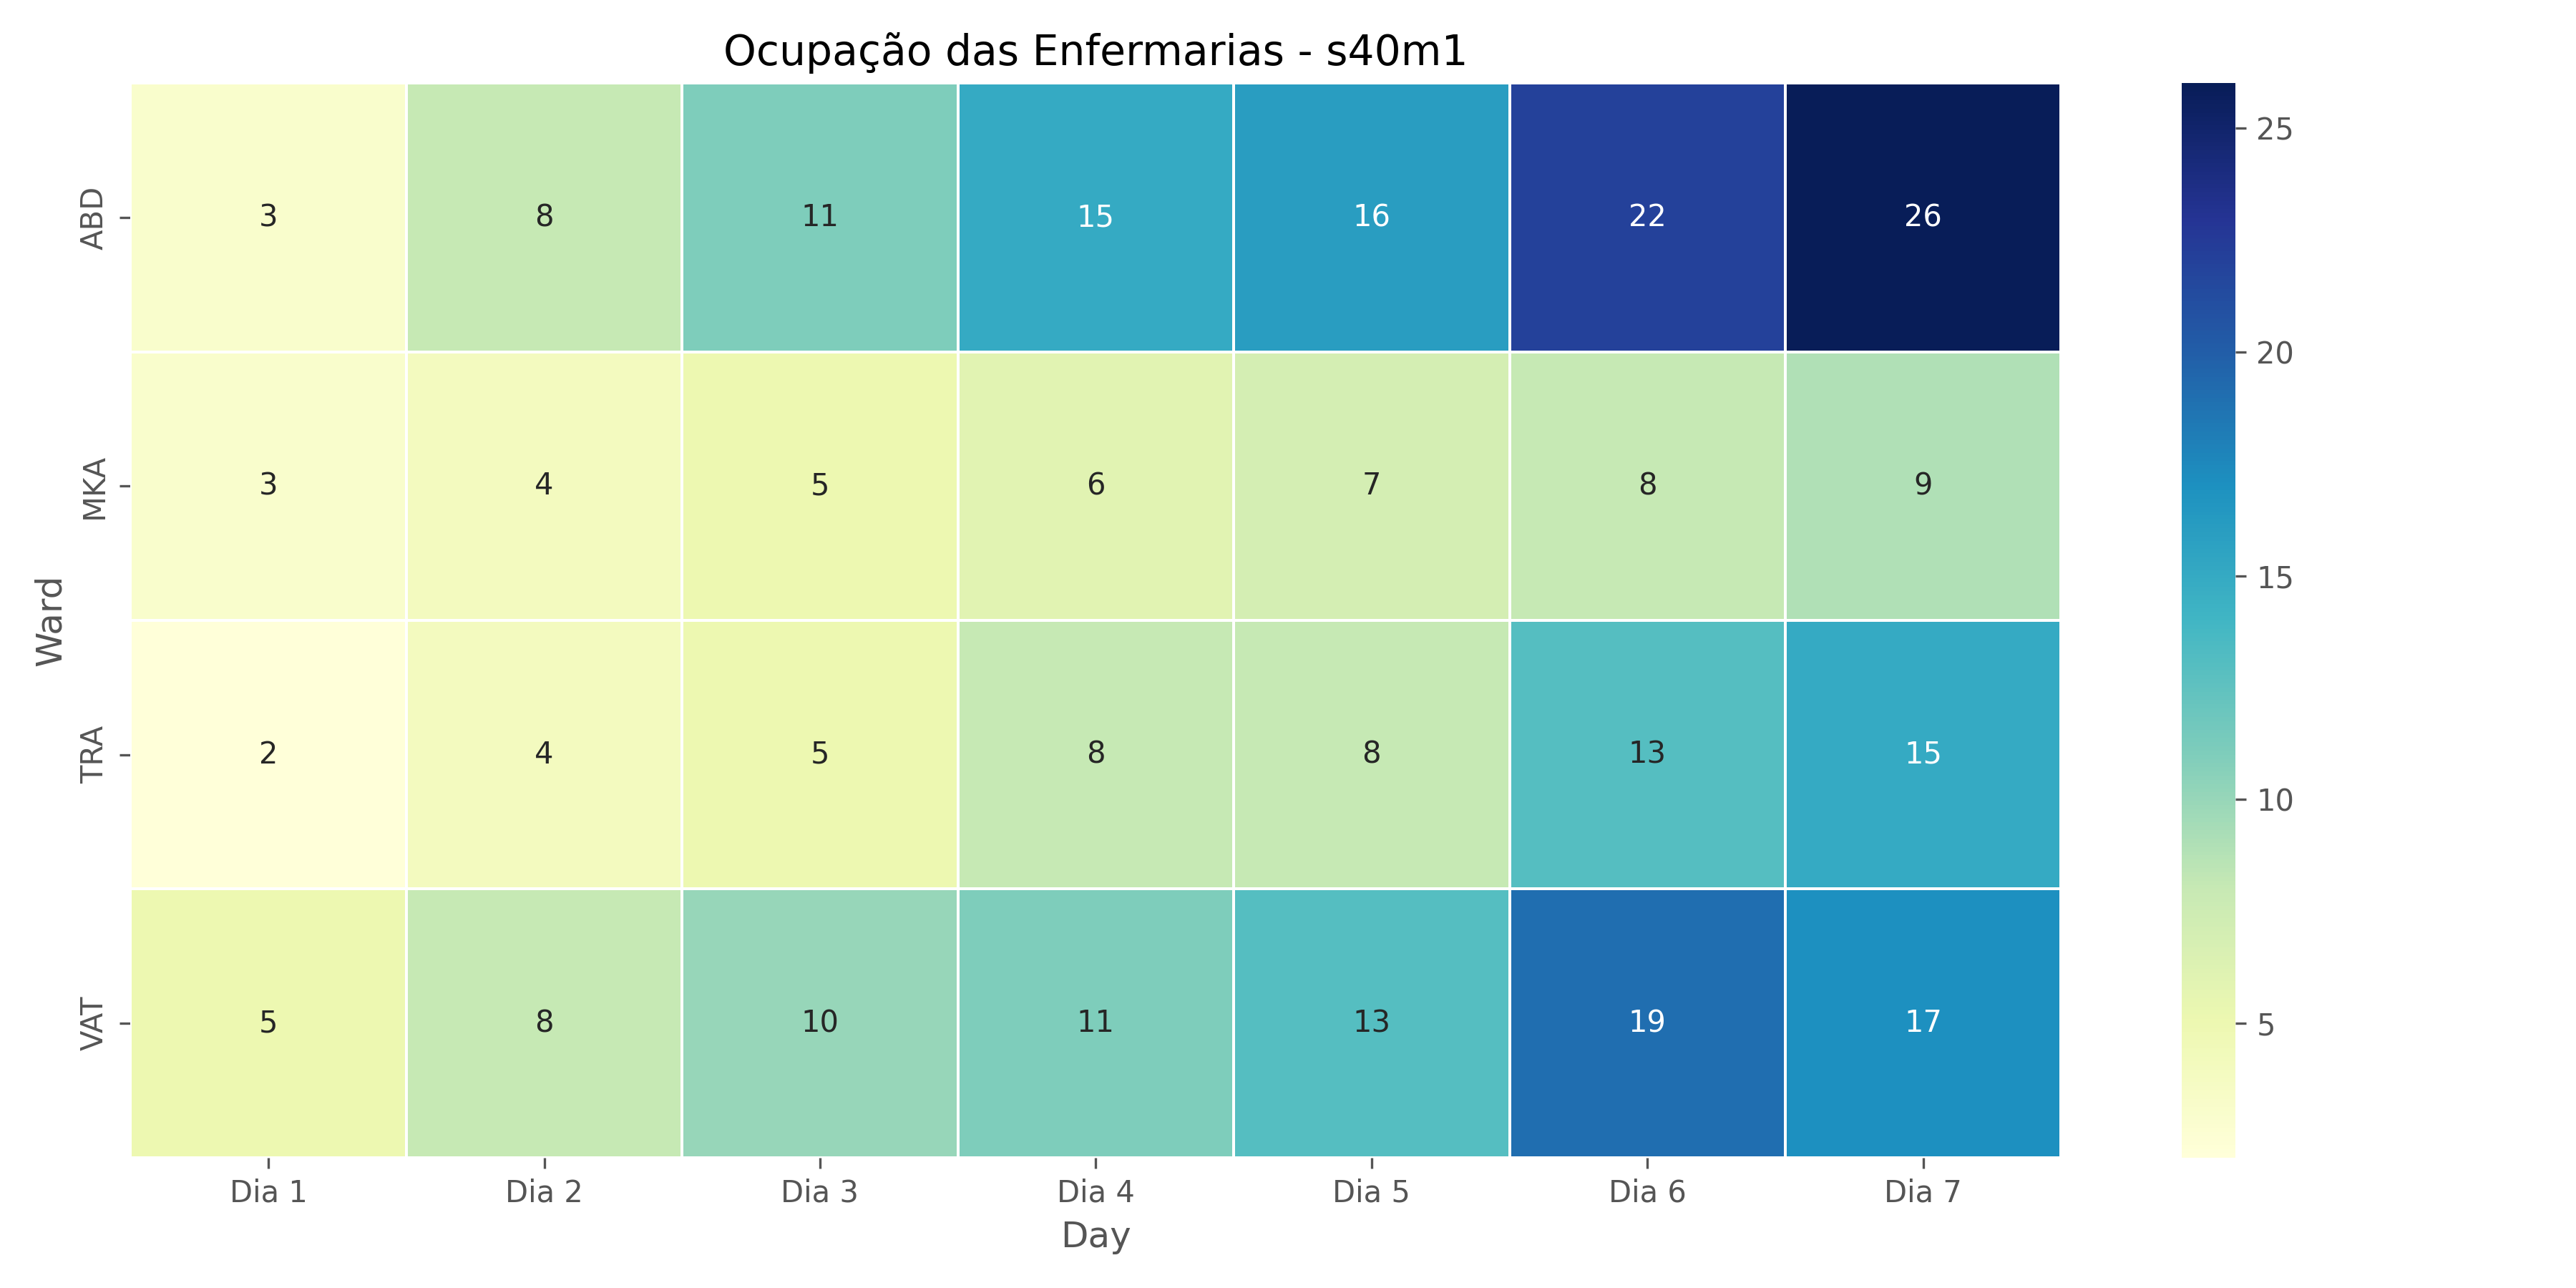 Ocupação das Enfermarias - s40m1
Ward
ABD 3 8 11 15 16 22 26
MKA 3 4 5 6 7 8 9
TRA 2 4 5 8 8 13 15
VAT 5 8 10 11 13 19 17
Dia 1 Dia 2 Dia 3 Dia 4 Dia 5 Dia 6 Dia 7
Day
25
20
15
10
5